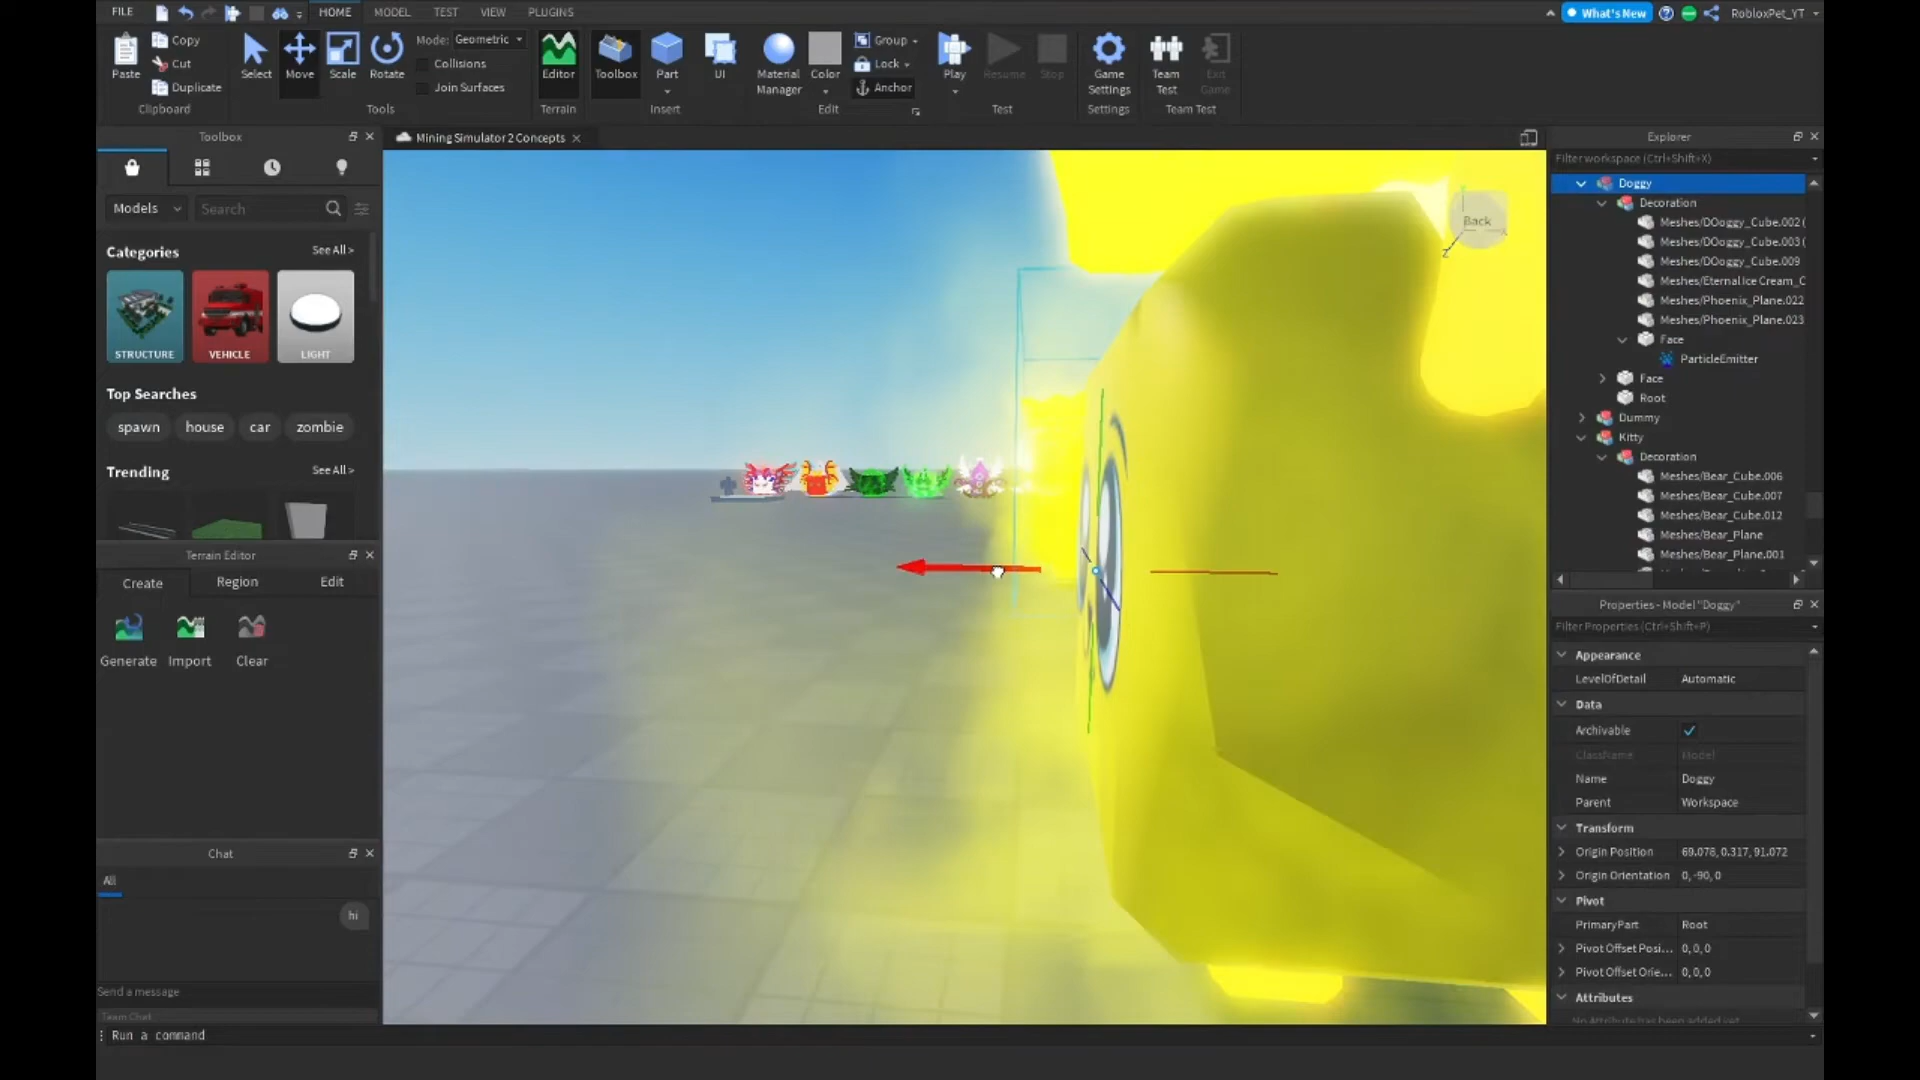 FILE HOME MODEL TEST VIEW PLUGINS
What's New RobloxPet_YT
Paste
Copy
Cut
Duplicate
Clipboard
Select
Move
Scale
Rotate
Mode: Geometric
Collisions
Join Surfaces
Tools
Editor
Terrain
Toolbox
Part
UI
Insert
Material
Manager
Color
Group
Lock
Anchor
Edit
Play
Resume
Stop
Test
Game
Settings
Settings
Team
Test
Exit
Game
Team Test
Toolbox
Models
Search
Categories
See All >
STRUCTURE
VEHICLE
LIGHT
Top Searches
spawn
house
car
zombie
Trending
See All >
Terrain Editor
Create
Region
Edit
Generate
Import
Clear
Chat
All
hi
Send a message
Team Chat
Run a command
Mining Simulator 2 Concepts
Back
Z
X
Explorer
Filter workspace (Ctrl+Shift+X)
Doggy
Decoration
Meshes/DOoggy_Cube.002 (
Meshes/DOoggy_Cube.003 (
Meshes/DOoggy_Cube.009
Meshes/Eternal Ice Cream_C
Meshes/Phoenix_Plane.022
Meshes/Phoenix_Plane.023
Face
ParticleEmitter
Face
Root
Dummy
Kitty
Decoration
Meshes/Bear_Cube.006
Meshes/Bear_Cube.007
Meshes/Bear_Cube.012
Meshes/Bear_Plane
Meshes/Bear_Plane.001
Properties - Model "Doggy"
Filter Properties (Ctrl+Shift+P)
Appearance
LevelOfDetail Automatic
Data
Archivable
ClassName Model
Name Doggy
Parent Workspace
Transform
Origin Position 69.078, 0.317, 91.072
Origin Orientation 0, -90, 0
Pivot
PrimaryPart Root
Pivot Offset Posi... 0, 0, 0
Pivot Offset Orie... 0, 0, 0
Attributes
No Attribute has been added yet